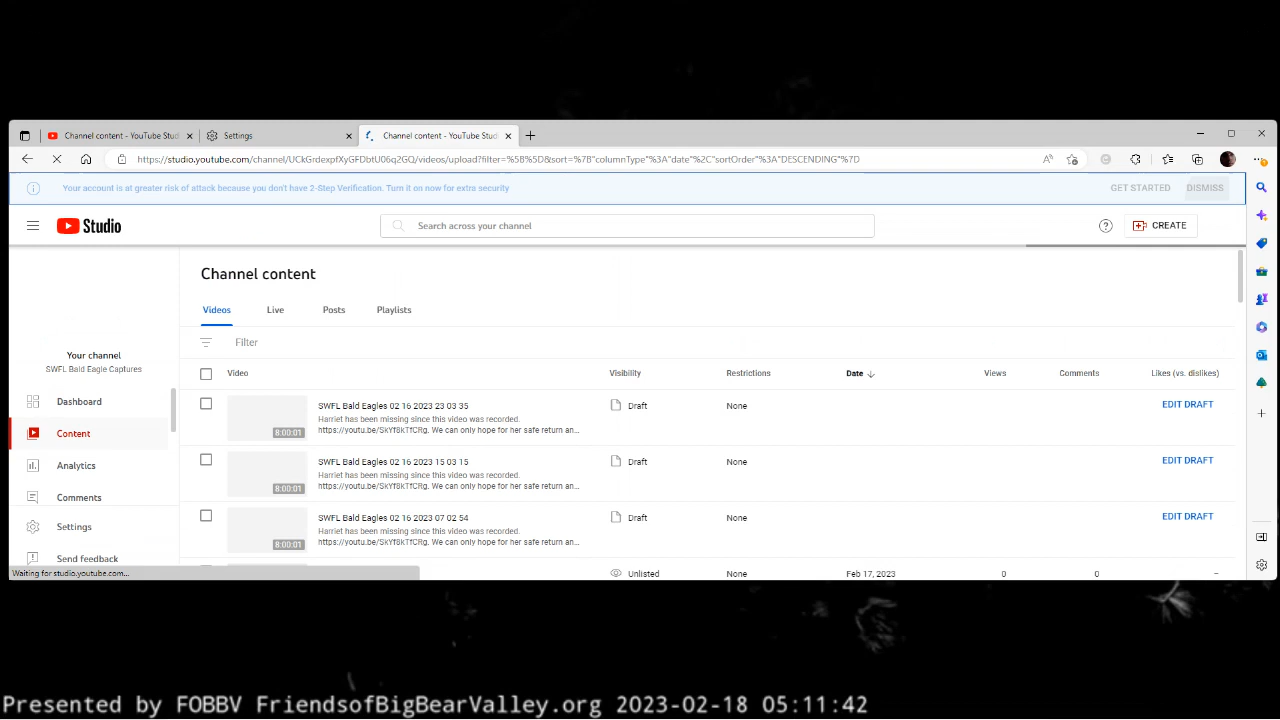 Channel content - YouTube Studi
Settings
Channel content - YouTube Studi
https://studio.youtube.com/channel/UCkGrdexpfXyGFDbtU06q2GQ/videos/upload?filter=%5B%5D&sort=%7B"columnType"%3A"date"%2C"sortOrder"%3A"DESCENDING"%7D
Your account is at greater risk of attack because you don't have 2-Step Verification. Turn it on now for extra security
GET STARTED
DISMISS
Studio
Search across your channel
CREATE
Channel content
Videos
Live
Posts
Playlists
Filter
Your channel
SWFL Bald Eagle Captures
Dashboard
Content
Analytics
Comments
Settings
Send feedback
Video
Visibility
Restrictions
Date
Views
Comments
Likes (vs. dislikes)
8:00:01
SWFL Bald Eagles 02 16 2023 23 03 35
Harriet has been missing since this video was recorded.
https://youtu.be/SkYf8kTfCRg. We can only hope for her safe return an...
Draft
None
EDIT DRAFT
8:00:01
SWFL Bald Eagles 02 16 2023 15 03 15
Harriet has been missing since this video was recorded.
https://youtu.be/SkYf8kTfCRg. We can only hope for her safe return an...
Draft
None
EDIT DRAFT
8:00:01
SWFL Bald Eagles 02 16 2023 07 02 54
Harriet has been missing since this video was recorded.
https://youtu.be/SkYf8kTfCRg. We can only hope for her safe return an...
Draft
None
EDIT DRAFT
Unlisted
None
Feb 17, 2023
0
0
–
Waiting for studio.youtube.com...
Presented by FOBBV FriendsofBigBearValley.org 2023-02-18 05:11:42